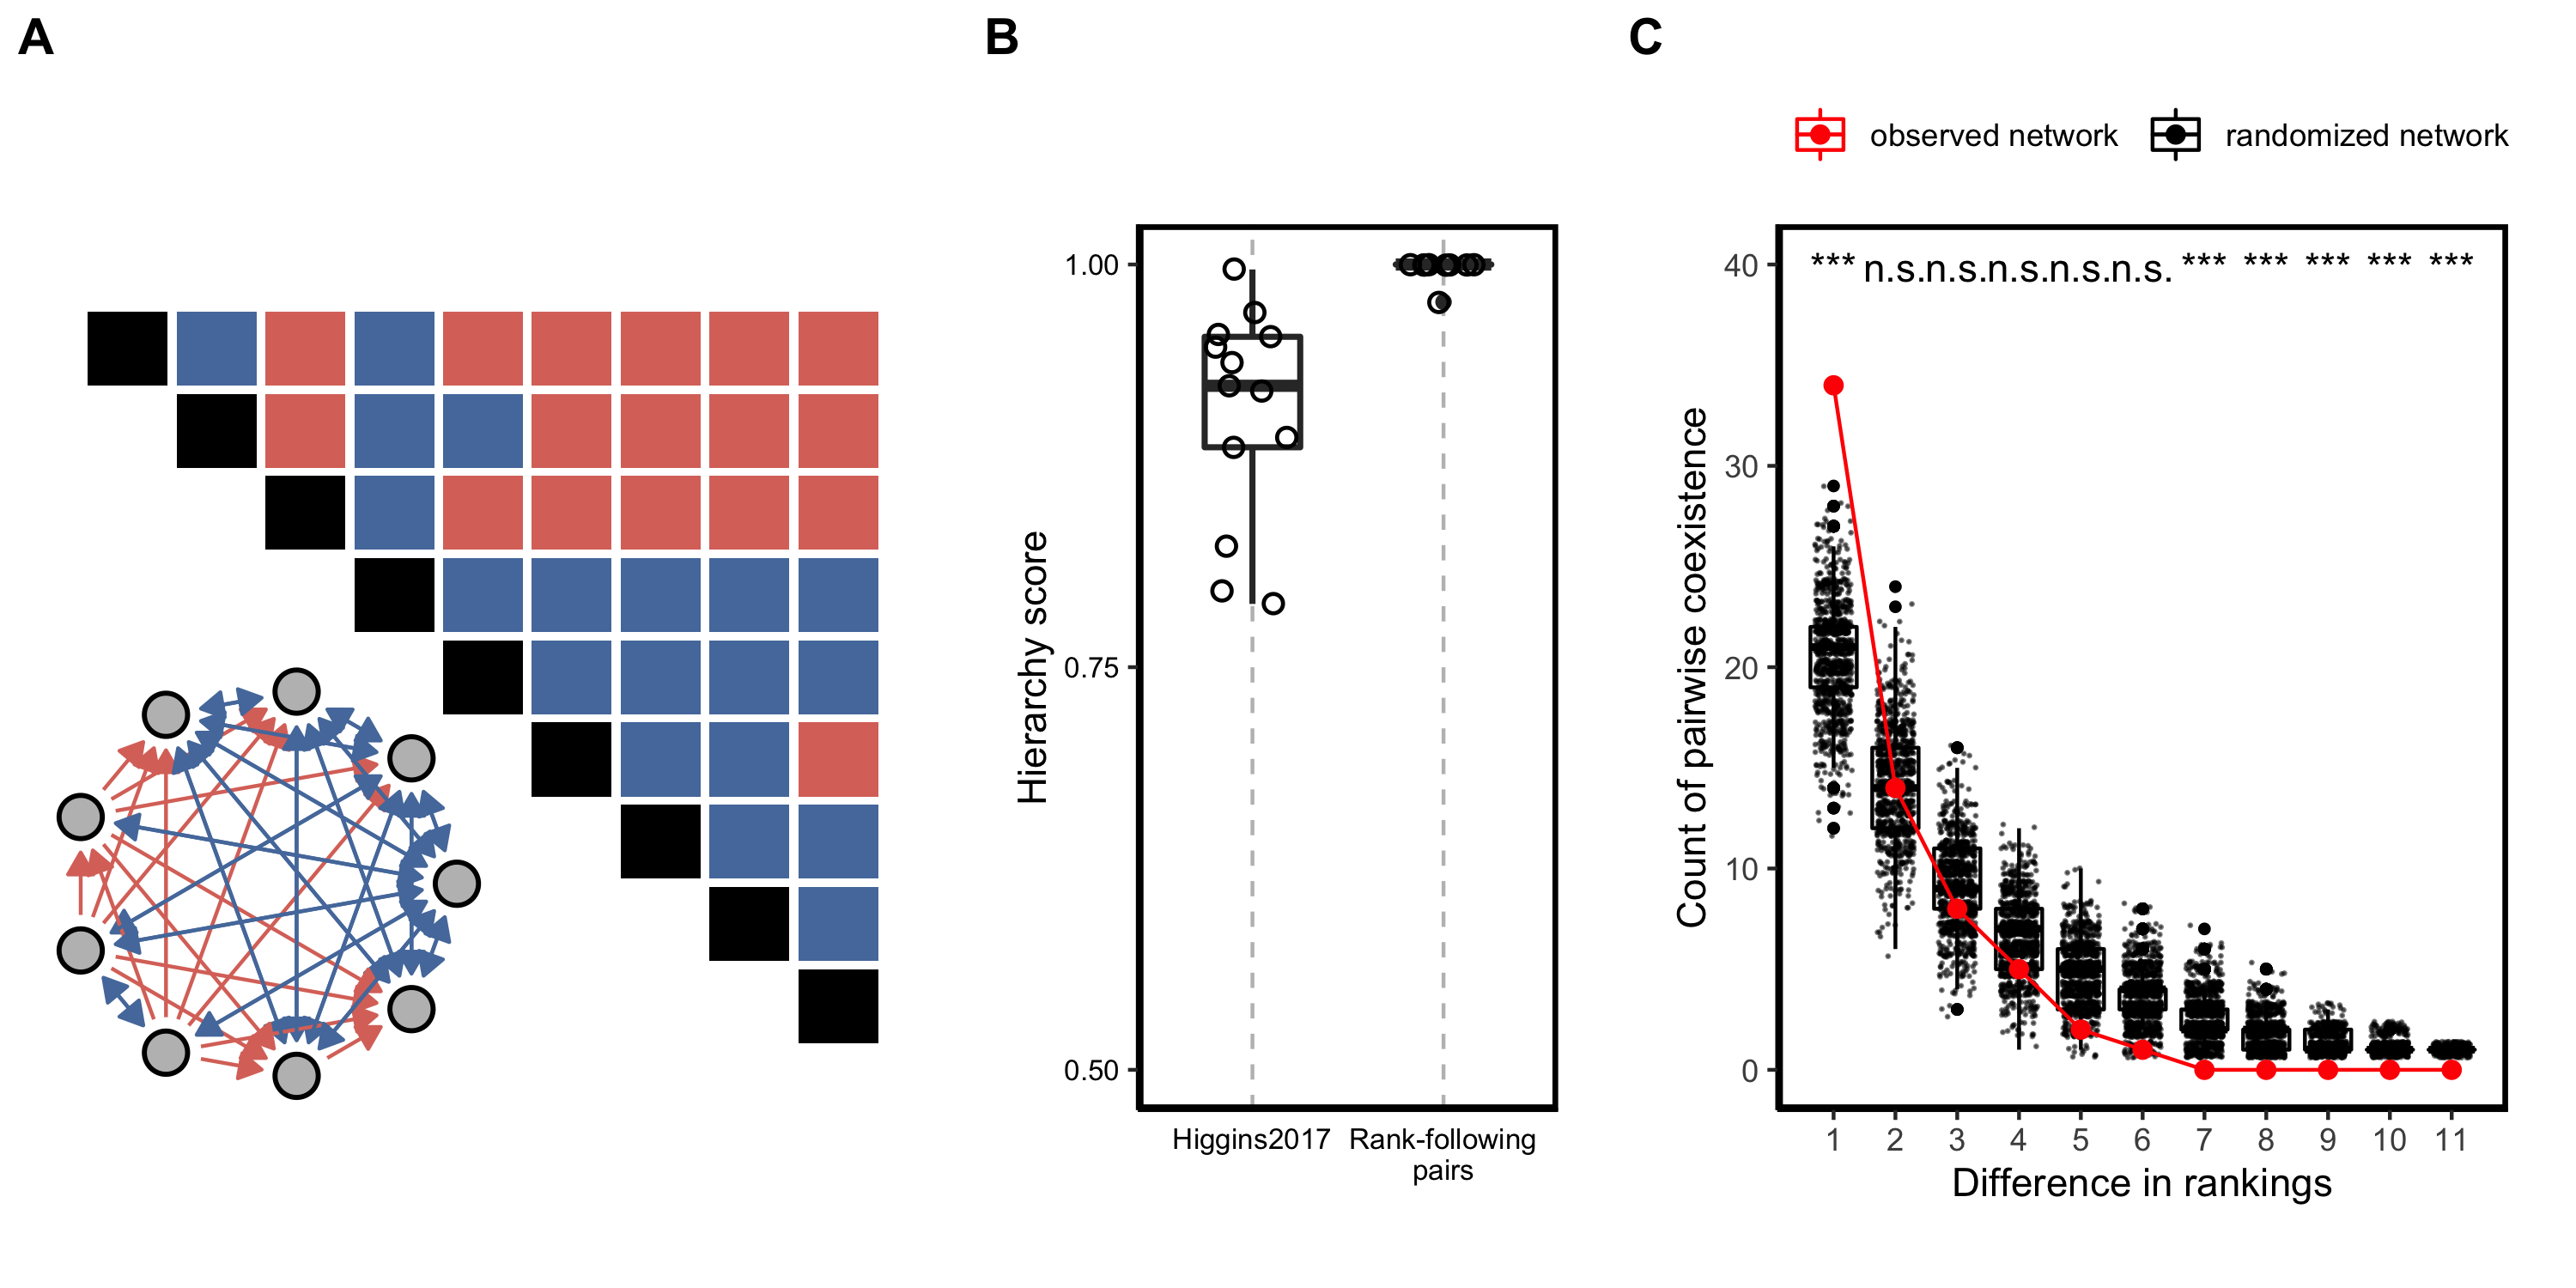 A
B
C
observed network
randomized network
Hierarchy score
1.00
0.75
0.50
Higgins2017
Rank-following
pairs
Count of pairwise coexistence
40
30
20
10
0
*** n.s. n.s. n.s. n.s. n.s. *** *** *** *** ***
1 2 3 4 5 6 7 8 9 10 11
Difference in rankings